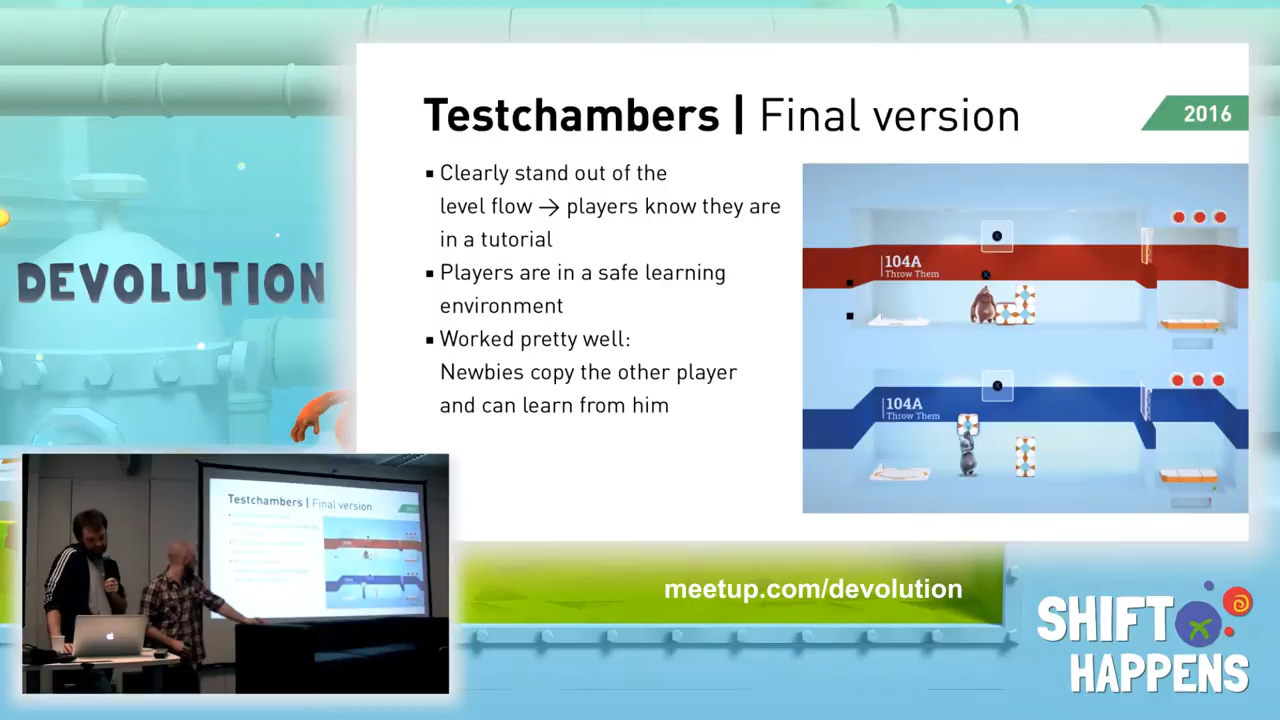 Testchambers | Final version
2016
▪ Clearly stand out of the
level flow → players know they are
in a tutorial
▪ Players are in a safe learning
environment
▪ Worked pretty well:
Newbies copy the other player
and can learn from him
104A
Throw Them
X
X
104A
Throw Them
X
DEVOLUTION
Testchambers | Final version
meetup.com/devolution
SHIFT
HAPPENS